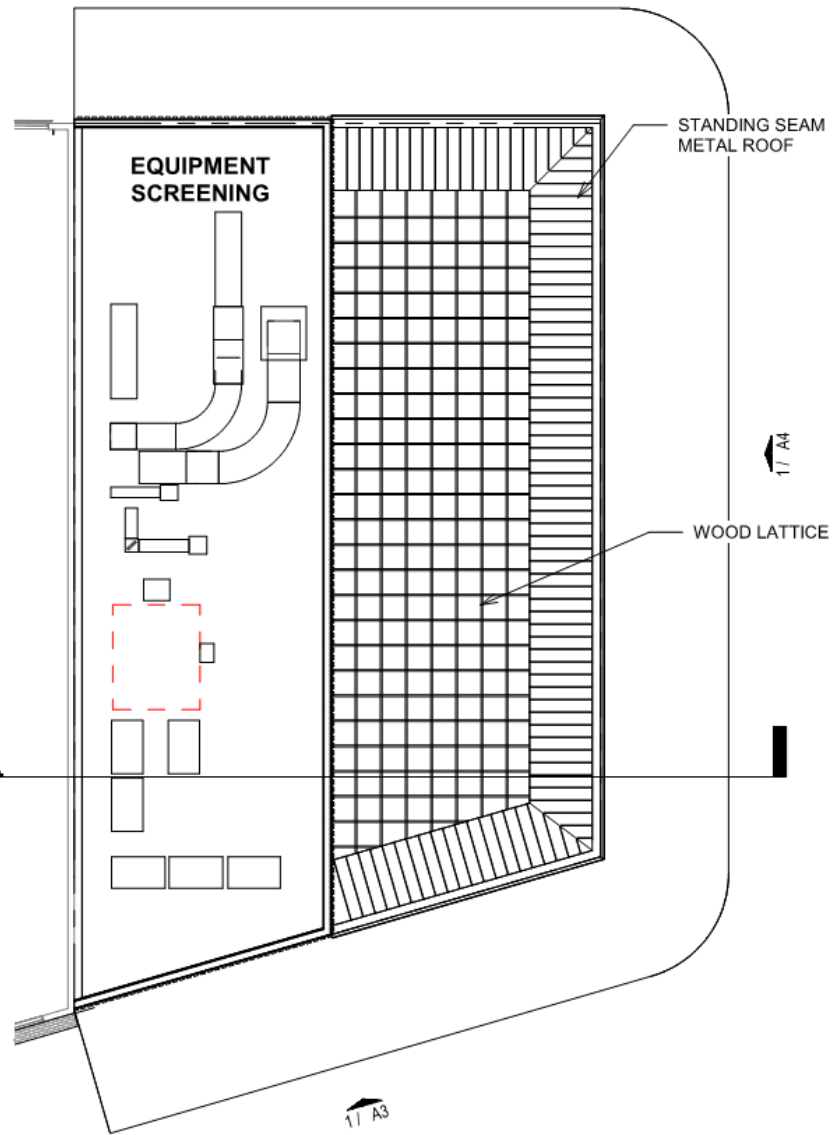 EQUIPMENT
SCREENING
STANDING SEAM
METAL ROOF
1/ A4
WOOD LATTICE
1/ A3